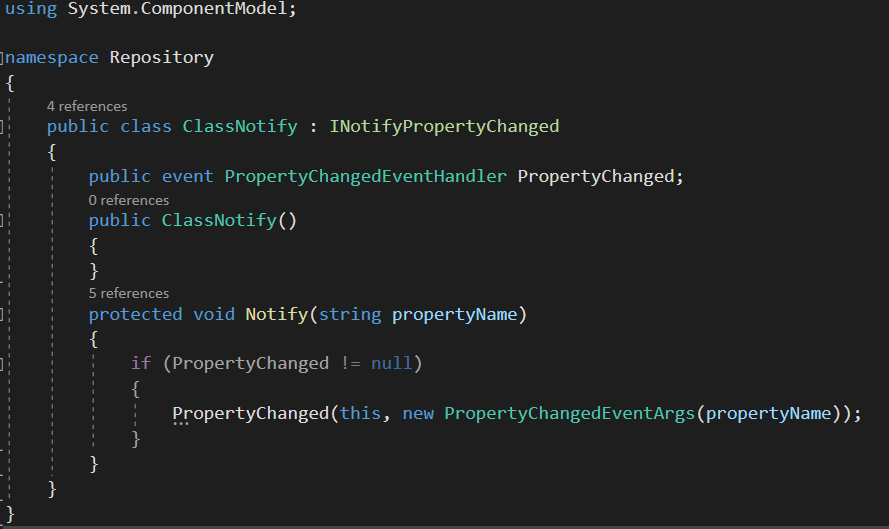 using System.ComponentModel;
namespace Repository
{
4 references
public class ClassNotify : INotifyPropertyChanged
{
public event PropertyChangedEventHandler PropertyChanged;
0 references
public ClassNotify()
{
}
5 references
protected void Notify(string propertyName)
{
if (PropertyChanged != null)
{
PropertyChanged(this, new PropertyChangedEventArgs(propertyName));
}
}
}
}